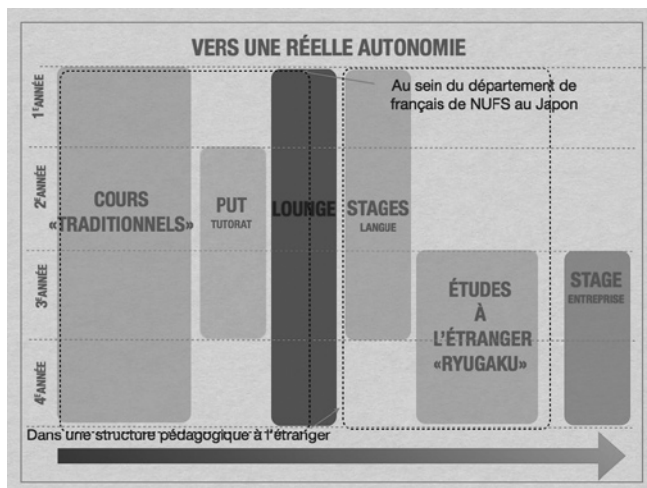 VERS UNE RÉELLE AUTONOMIE
Au sein du département de
français de NUFS au Japon
1E ANNÉE
2E ANNÉE
3E ANNÉE
4E ANNÉE
COURS
«TRADITIONNELS»
PUT
TUTORAT
LOUNGE
STAGES
LANGUE
ÉTUDES
À
L'ÉTRANGER
«RYUGAKU»
STAGE
ENTREPRISE
Dans une structure pédagogique à l'étranger